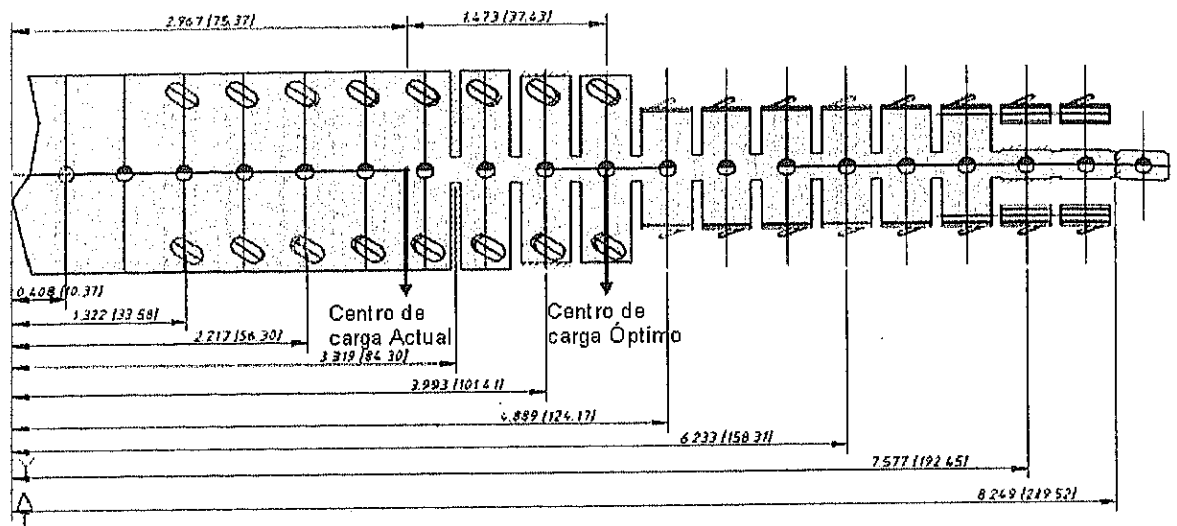 2.967 [75.37]
1.473 [37.43]
0.408 [10.37]
1.322 [33.58]
2.217 [56.30]
3.319 [84.30]
Centro de
carga Actual
Centro de
carga Óptimo
3.993 [101.41]
4.889 [124.17]
6.233 [158.31]
7.577 [192.45]
8.249 [209.52]
Y